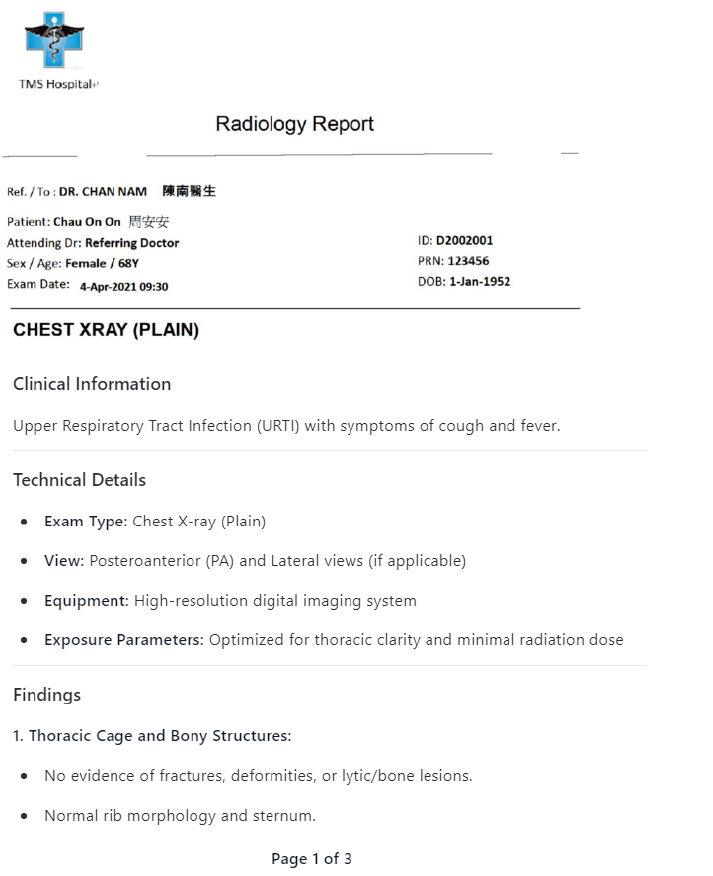 TMS Hospital↵
Radiology Report
Ref. / To : DR. CHAN NAM 陳南醫生
Patient: Chau On On 周安安
Attending Dr: Referring Doctor
ID: D2002001
Sex / Age: Female / 68Y
PRN: 123456
Exam Date: 4-Apr-2021 09:30
DOB: 1-Jan-1952
CHEST XRAY (PLAIN)
Clinical Information
Upper Respiratory Tract Infection (URTI) with symptoms of cough and fever.
Technical Details
• Exam Type: Chest X-ray (Plain)
• View: Posteroanterior (PA) and Lateral views (if applicable)
• Equipment: High-resolution digital imaging system
• Exposure Parameters: Optimized for thoracic clarity and minimal radiation dose
Findings
1. Thoracic Cage and Bony Structures:
• No evidence of fractures, deformities, or lytic/bone lesions.
• Normal rib morphology and sternum.
Page 1 of 3